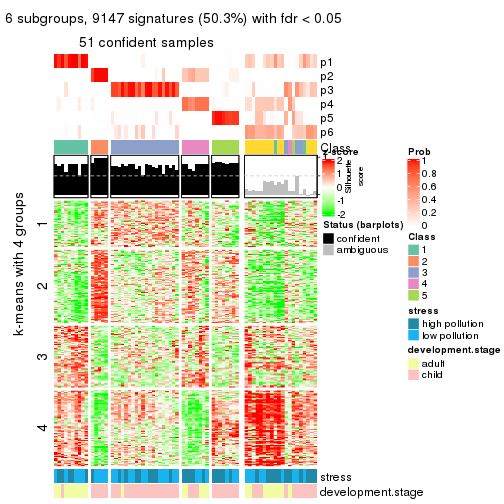 6 subgroups, 9147 signatures (50.3%) with fdr < 0.05
51 confident samples
p1
p2
p3
p4
p5
p6
Class
z-score
2
1
0
-1
-2
1
Silhouette
score
k-means with 4 groups
1
2
3
4
Status (barplots)
confident
ambiguous
Prob
1
0.8
0.6
0.4
0.2
0
Class
1
2
3
4
5
stress
high pollution
low pollution
development.stage
adult
child
stress
development.stage